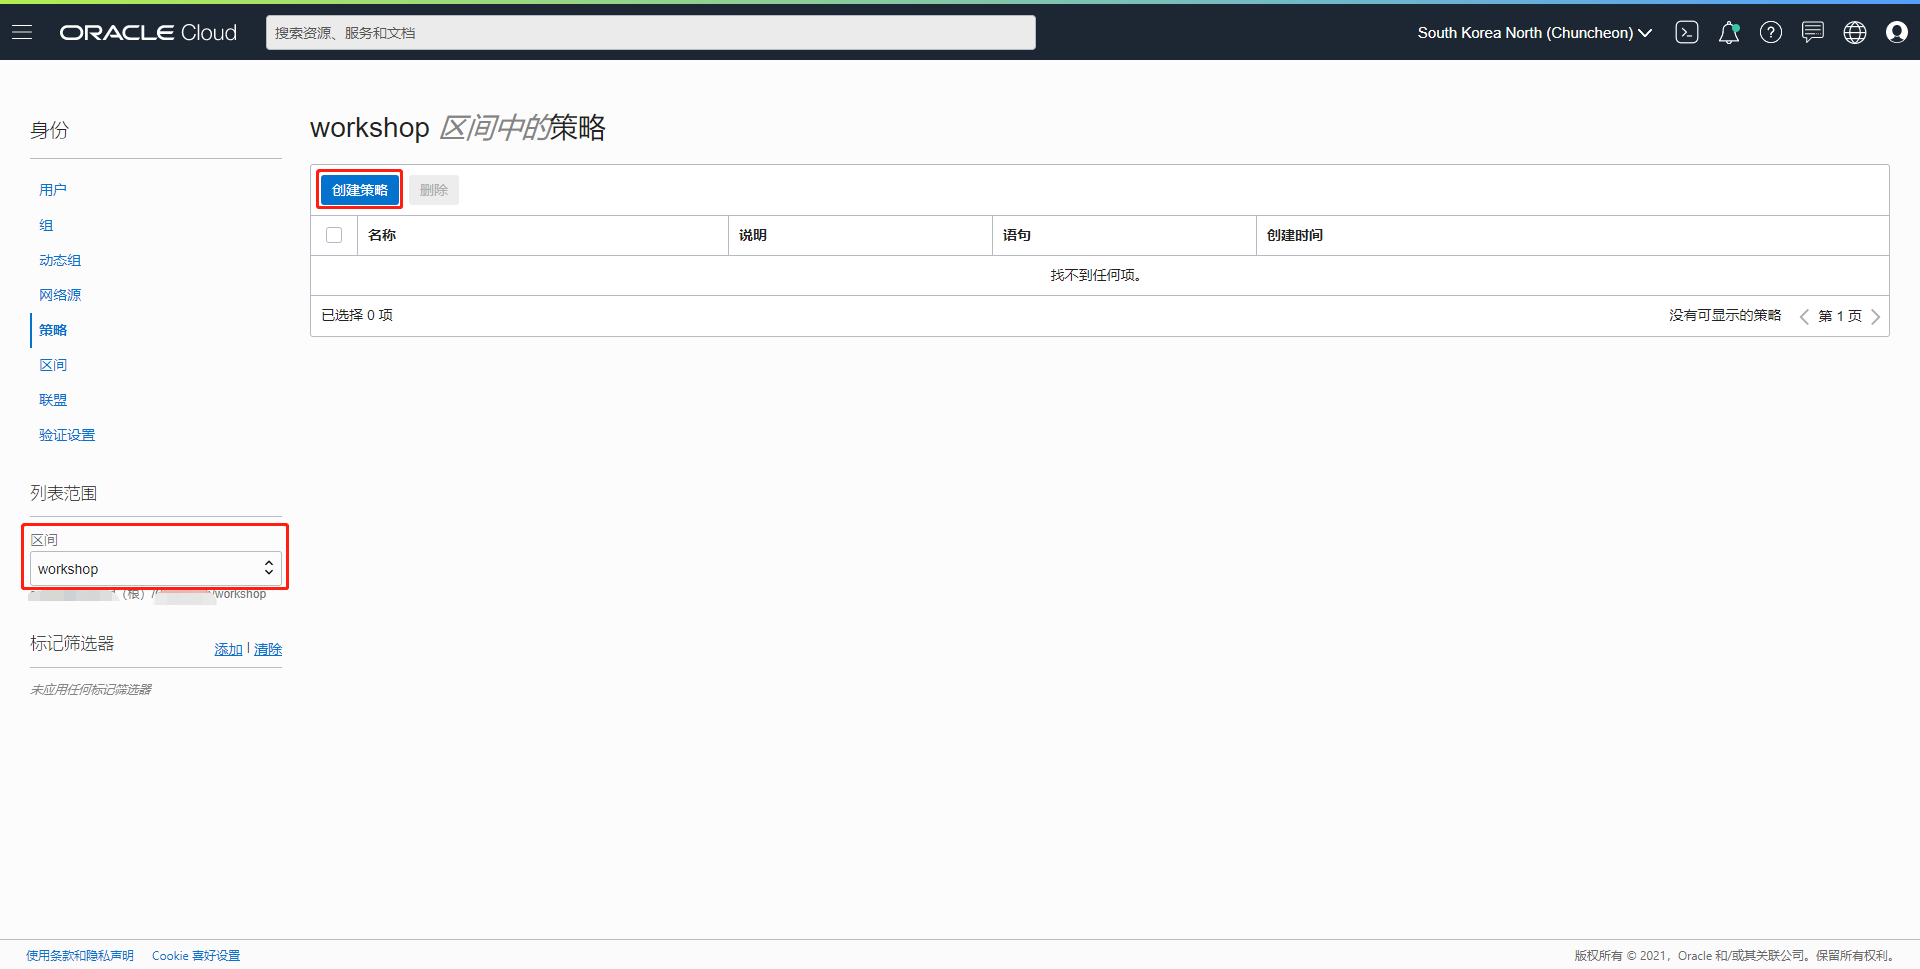 ORACLE Cloud
搜索资源、服务和文档
South Korea North (Chuncheon)
身份
用户
组
动态组
网络源
策略
区间
联盟
验证设置
列表范围
区间
workshop
（根）/
/workshop
标记筛选器
添加 | 清除
未应用任何标记筛选器
workshop 区间中的策略
创建策略 删除
名称 说明 语句 创建时间
找不到任何项。
已选择 0 项 没有可显示的策略 第 1 页
使用条款和隐私声明 Cookie 喜好设置
版权所有 © 2021，Oracle 和/或其关联公司。保留所有权利。